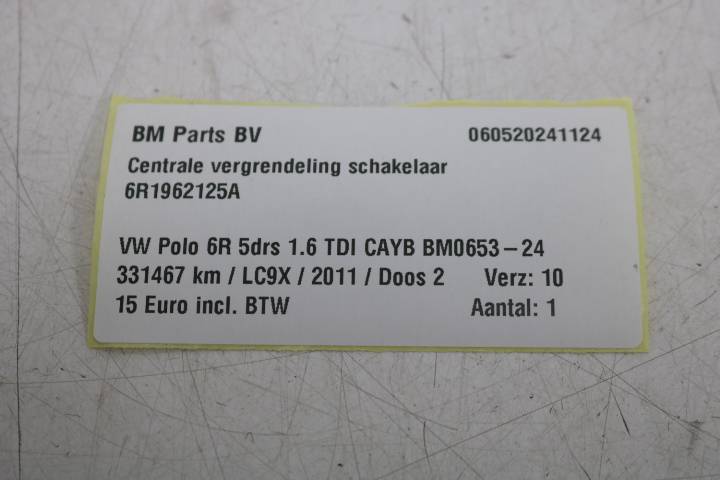 BM Parts BV 060520241124
Centrale vergrendeling schakelaar
6R1962125A
VW Polo 6R 5drs 1.6 TDI CAYB BM0653-24
331467 km / LC9X / 2011 / Doos 2 Verz: 10
15 Euro incl. BTW Aantal: 1